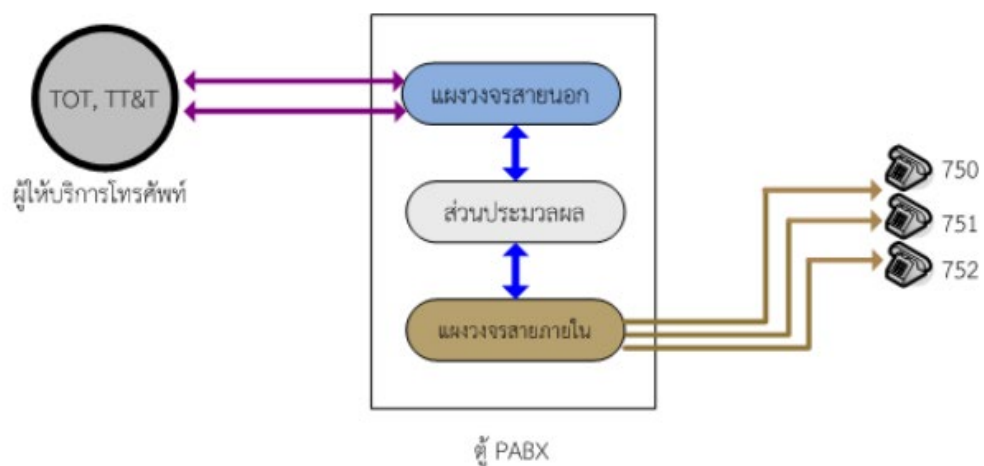 TOT, TT&T
ผู้ให้บริการโทรศัพท์
แผงวงจรสายนอก
ส่วนประมวลผล
แผงวงจรสายภายใน
750
751
752
ตู้ PABX